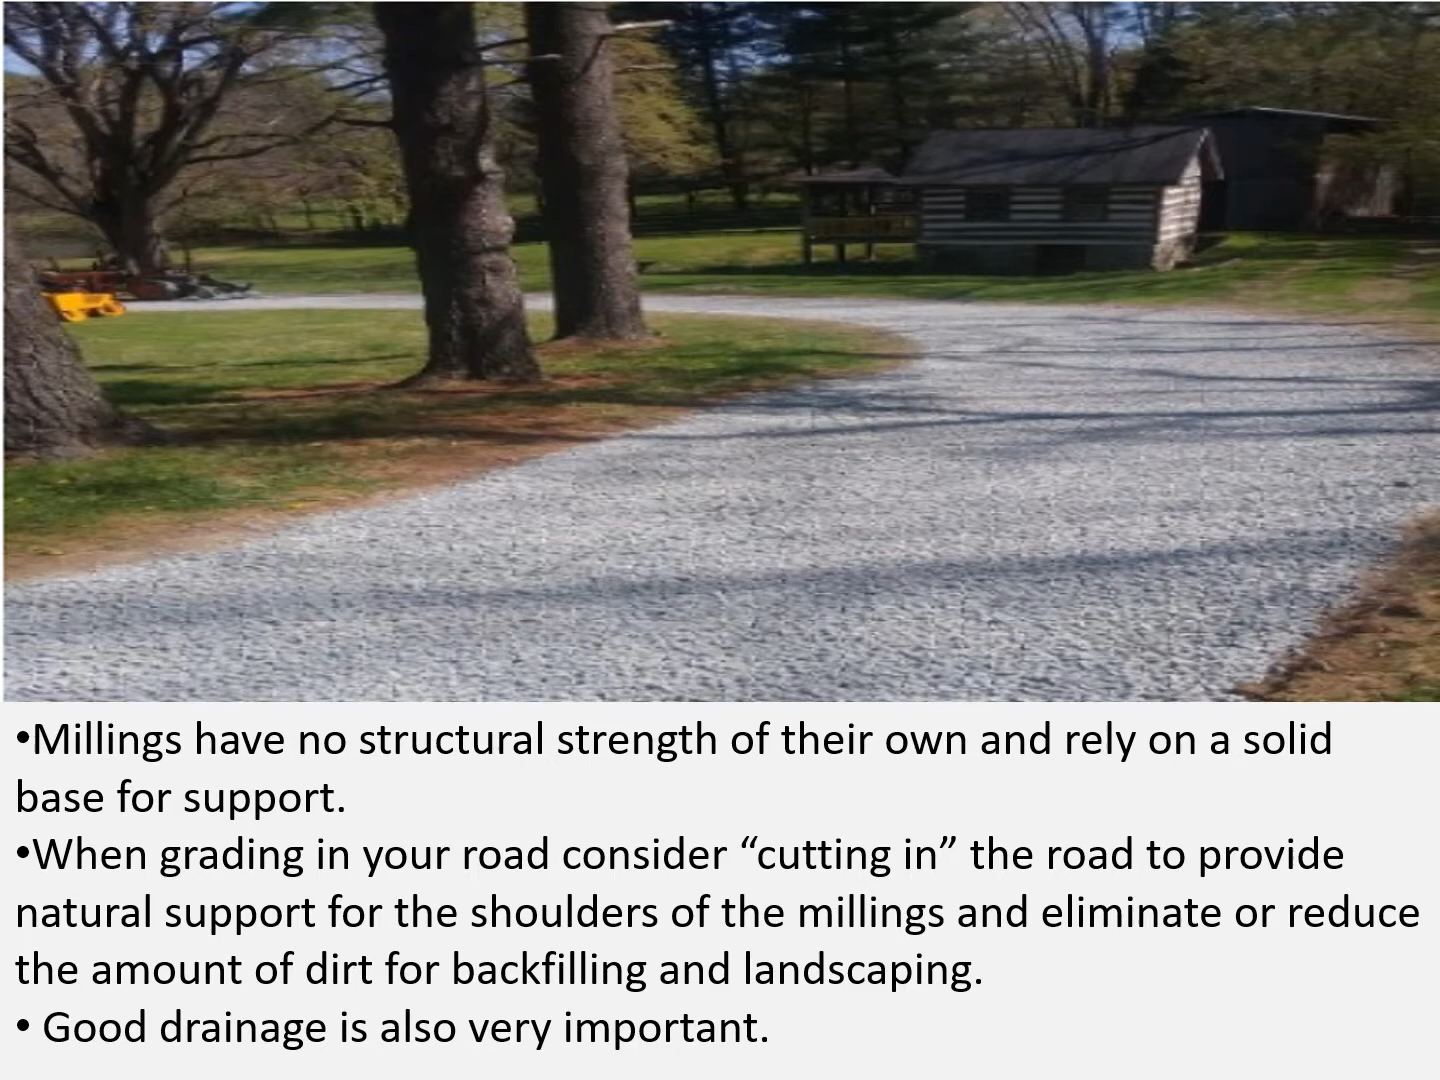 •Millings have no structural strength of their own and rely on a solid
base for support.
•When grading in your road consider “cutting in” the road to provide
natural support for the shoulders of the millings and eliminate or reduce
the amount of dirt for backfilling and landscaping.
• Good drainage is also very important.